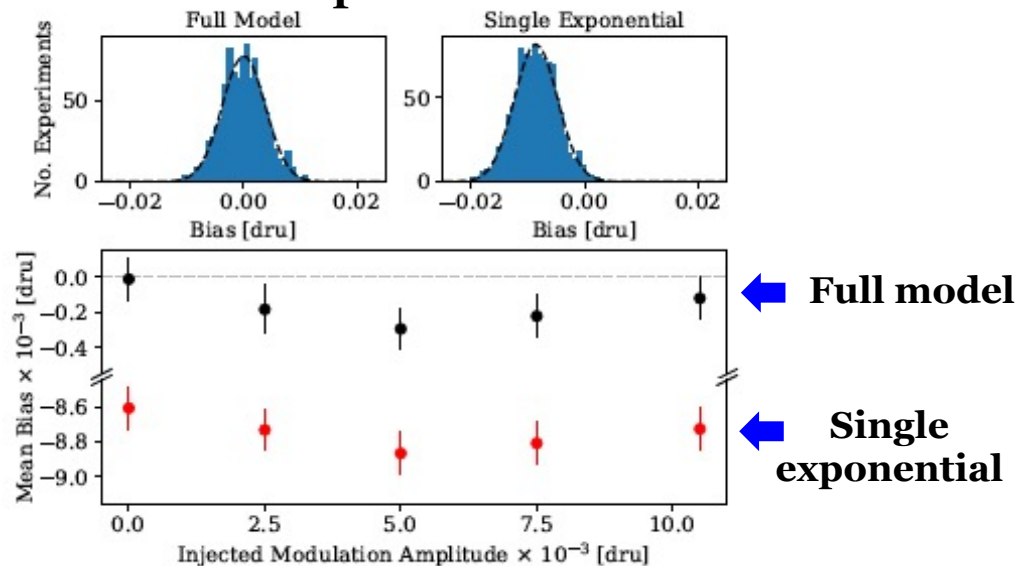 Full Model
Single Exponential
No. Experiments
50
0
50
0
−0.02
0.00
0.02
−0.02
0.00
0.02
Bias [dru]
Bias [dru]
Mean Bias × 10⁻³ [dru]
0.0
−0.2
−0.4
−8.6
−8.8
−9.0
Full model
Single
exponential
0.0
2.5
5.0
7.5
10.0
Injected Modulation Amplitude × 10⁻³ [dru]